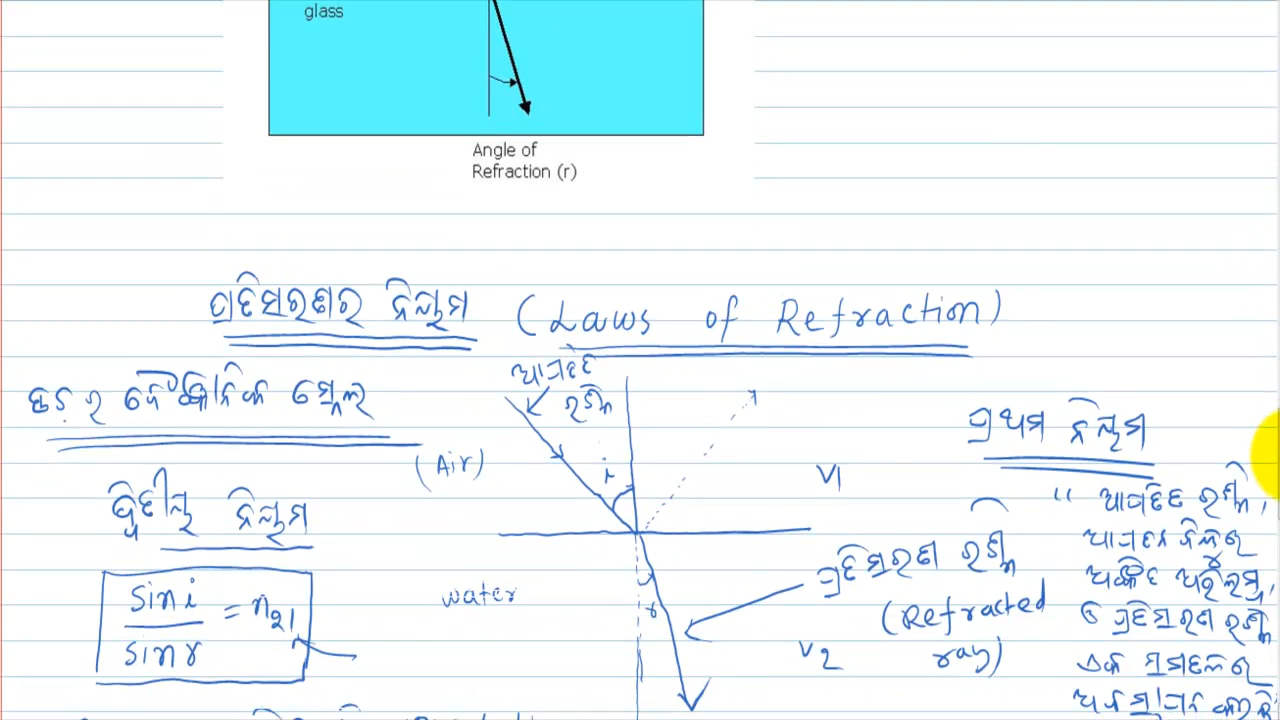 glass
Angle of
Refraction (r)
ପ୍ରତିସରଣର ନିୟମ (Laws of Refraction)
ଆପତିତ
ରଶ୍ମି
ବୈଜ୍ଞାନିକ ସ୍ନେଲ
ପ୍ରଥମ ନିୟମ
(Air)
i
V1
ଦ୍ୱିତୀୟ ନିୟମ
" ଆପତିତ ରଶ୍ମି,
ଆପତନ ବିନ୍ଦୁରେ
ପ୍ରତିସରଣ ରଶ୍ମି
(Refracted
ray)
ଅଙ୍କିତ ଅଭିଲମ୍ବ,
ଓ ପ୍ରତିସରଣ ରଶ୍ମି
ଏକ ସମତଳରେ
water
r
V2
sin i / sin r = n21